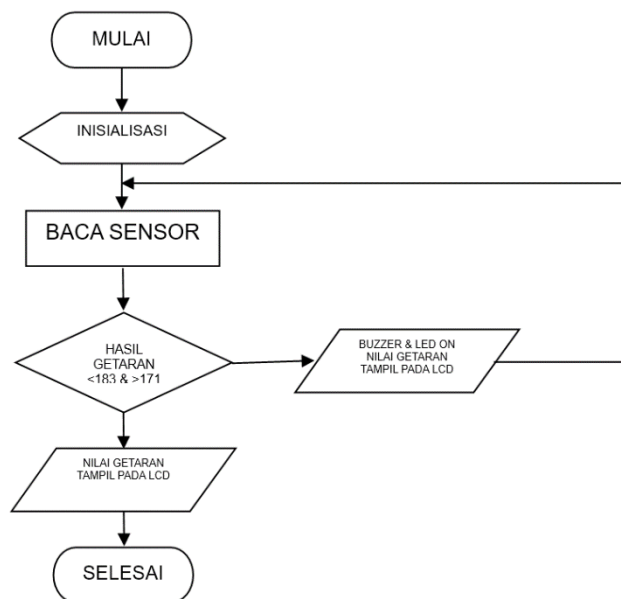 MULAI
INISIALISASI
BACA SENSOR
HASIL
GETARAN
<183 & >171
BUZZER & LED ON
NILAI GETARAN
TAMPIL PADA LCD
NILAI GETARAN
TAMPIL PADA LCD
SELESAI